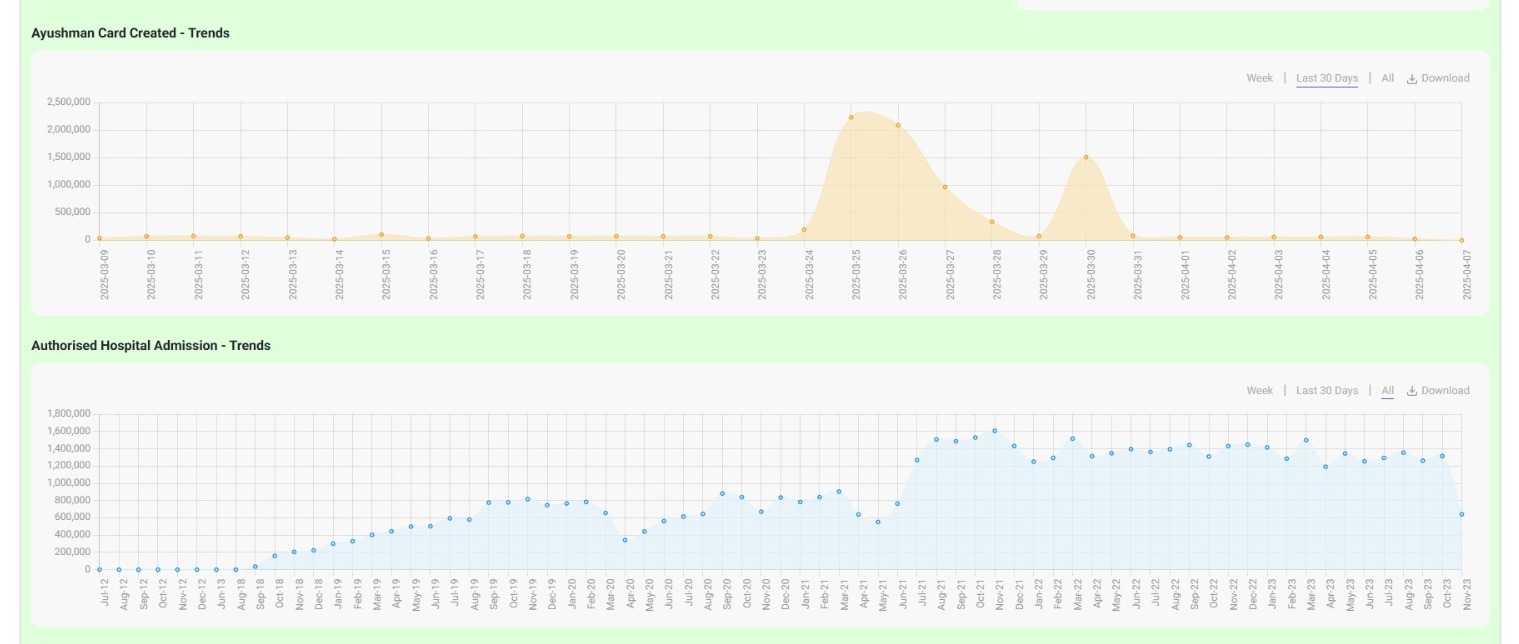 Ayushman Card Created - Trends
Week | Last 30 Days | All Download
2,500,000
2,000,000
1,500,000
1,000,000
500,000
0
2025-03-09 2025-03-10 2025-03-11 2025-03-12 2025-03-13 2025-03-14 2025-03-15 2025-03-16 2025-03-17 2025-03-18 2025-03-19 2025-03-20 2025-03-21 2025-03-22 2025-03-23 2025-03-24 2025-03-25 2025-03-26 2025-03-27 2025-03-28 2025-03-29 2025-03-30 2025-03-31 2025-04-01 2025-04-02 2025-04-03 2025-04-04 2025-04-05 2025-04-06 2025-04-07
Authorised Hospital Admission - Trends
Week | Last 30 Days | All Download
1,800,000
1,600,000
1,400,000
1,200,000
1,000,000
800,000
600,000
400,000
200,000
0
Jul-12 Aug-12 Sep-12 Oct-12 Nov-12 Dec-12 Jun-13 Aug-18 Sep-18 Oct-18 Nov-18 Dec-18 Jan-19 Feb-19 Mar-19 Apr-19 May-19 Jun-19 Jul-19 Aug-19 Sep-19 Oct-19 Nov-19 Dec-19 Jan-20 Feb-20 Mar-20 Apr-20 May-20 Jun-20 Jul-20 Aug-20 Sep-20 Oct-20 Nov-20 Dec-20 Jan-21 Feb-21 Mar-21 Apr-21 May-21 Jun-21 Jul-21 Aug-21 Sep-21 Oct-21 Nov-21 Dec-21 Jan-22 Feb-22 Mar-22 Apr-22 May-22 Jun-22 Jul-22 Aug-22 Sep-22 Oct-22 Nov-22 Dec-22 Jan-23 Feb-23 Mar-23 Apr-23 May-23 Jun-23 Jul-23 Aug-23 Sep-23 Oct-23 Nov-23